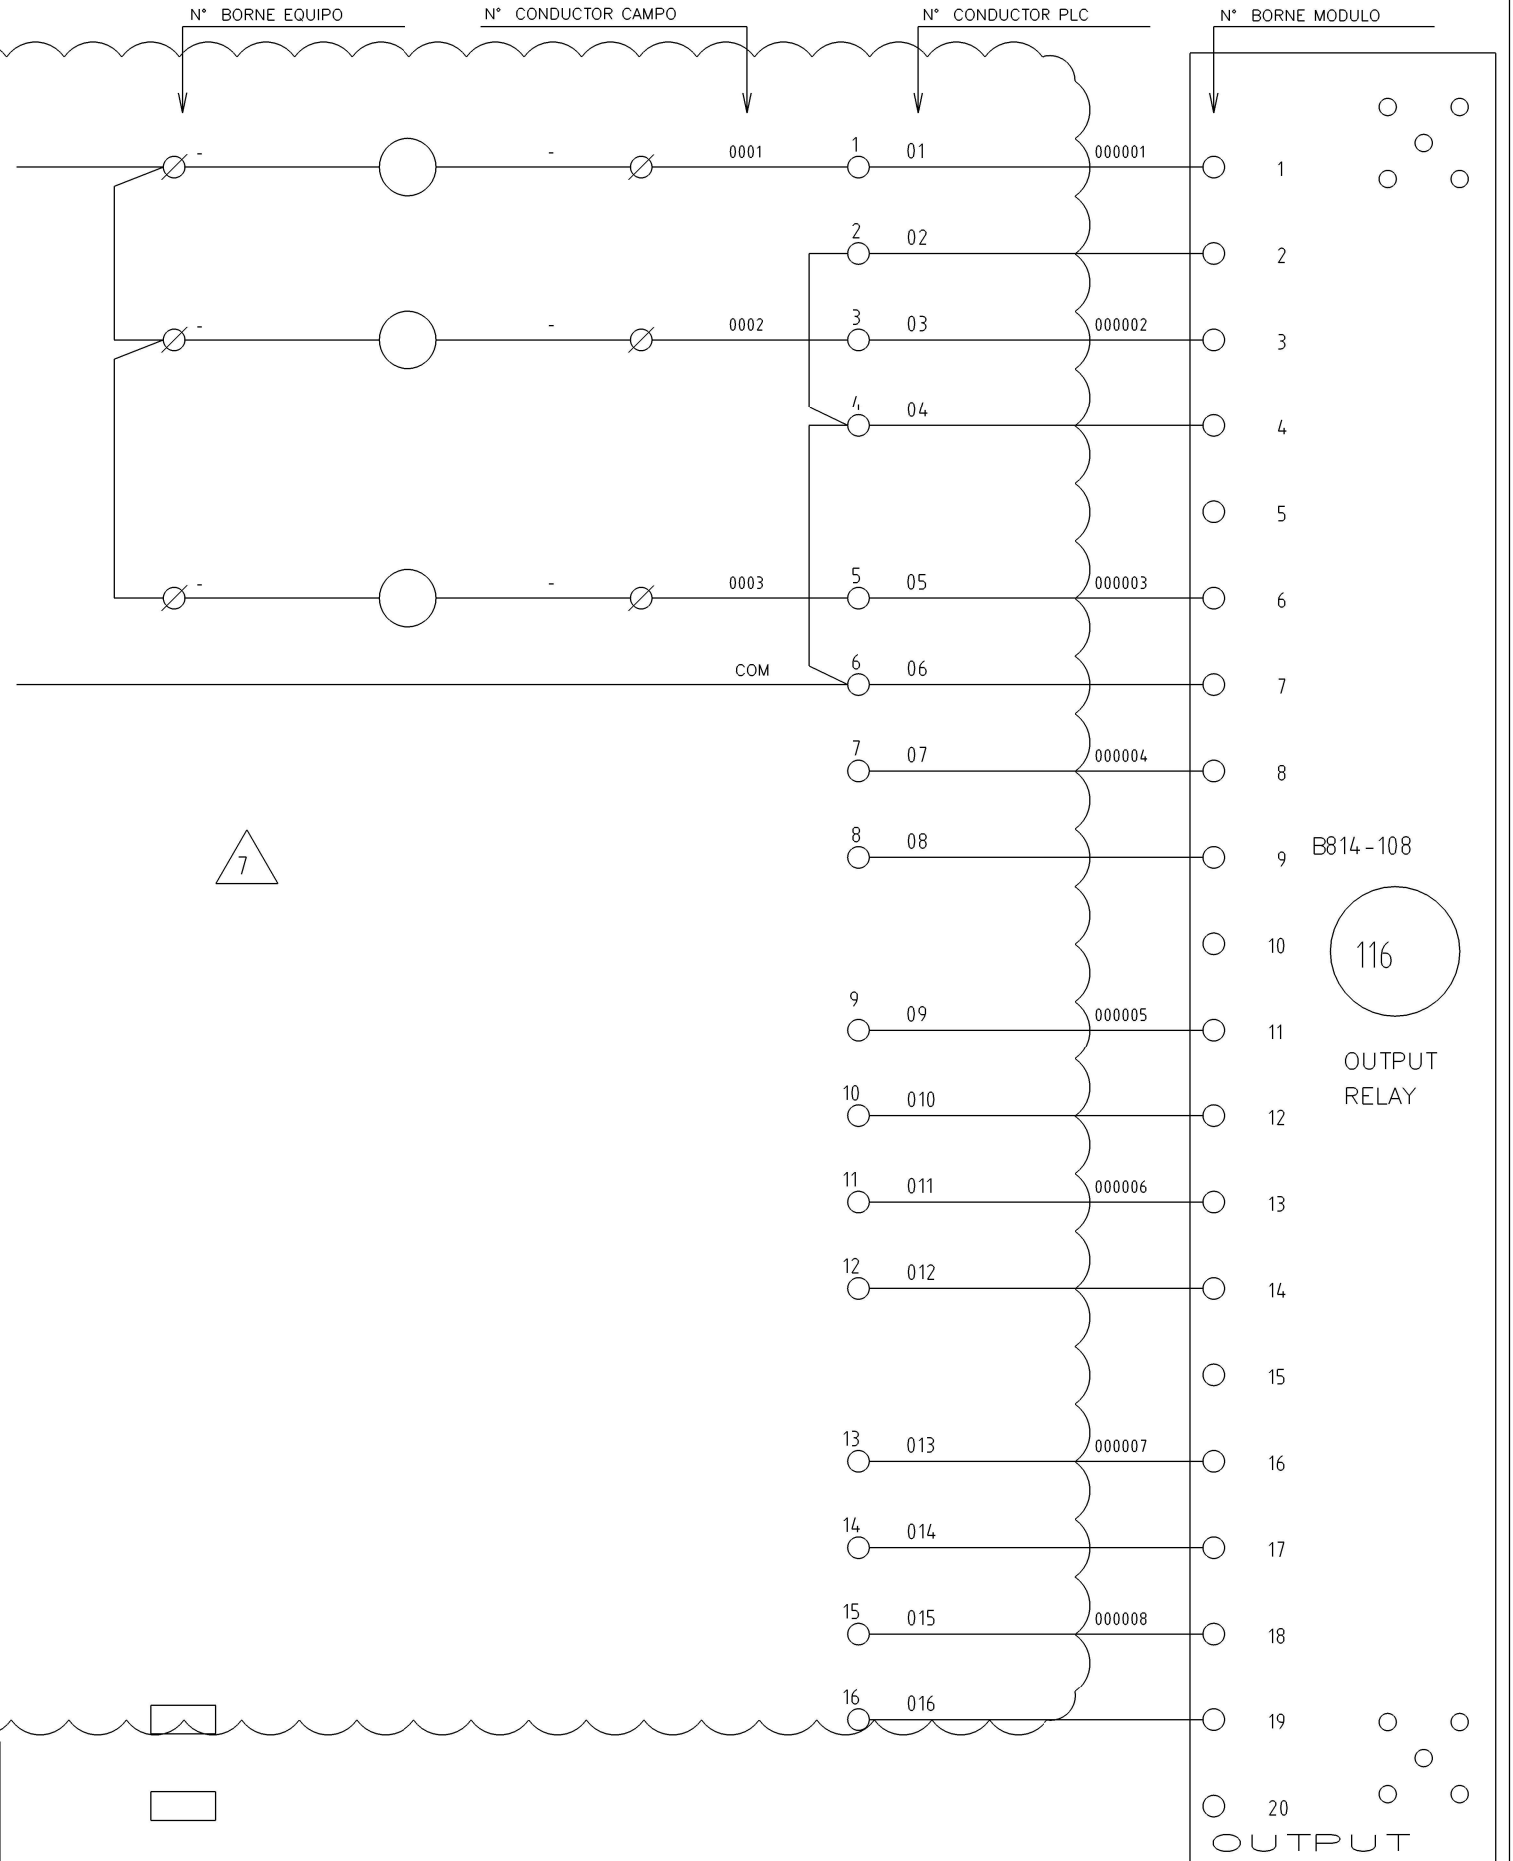 N° BORNE EQUIPO N° CONDUCTOR CAMPO N° CONDUCTOR PLC N° BORNE MODULO
- - 0001 1 01 000001 1
2 02 2
- - 0002 3 03 000002 3
4 04 4
5
- - 0003 5 05 000003 6
COM 6 06 7
7 07 000004 8
7 8 08 9 B814-108
10 116
9 09 000005 11
OUTPUT
RELAY
10 010 12
11 011 000006 13
12 012 14
15
13 013 000007 16
14 014 17
15 015 000008 18
16 016 19
20
OUTPUT